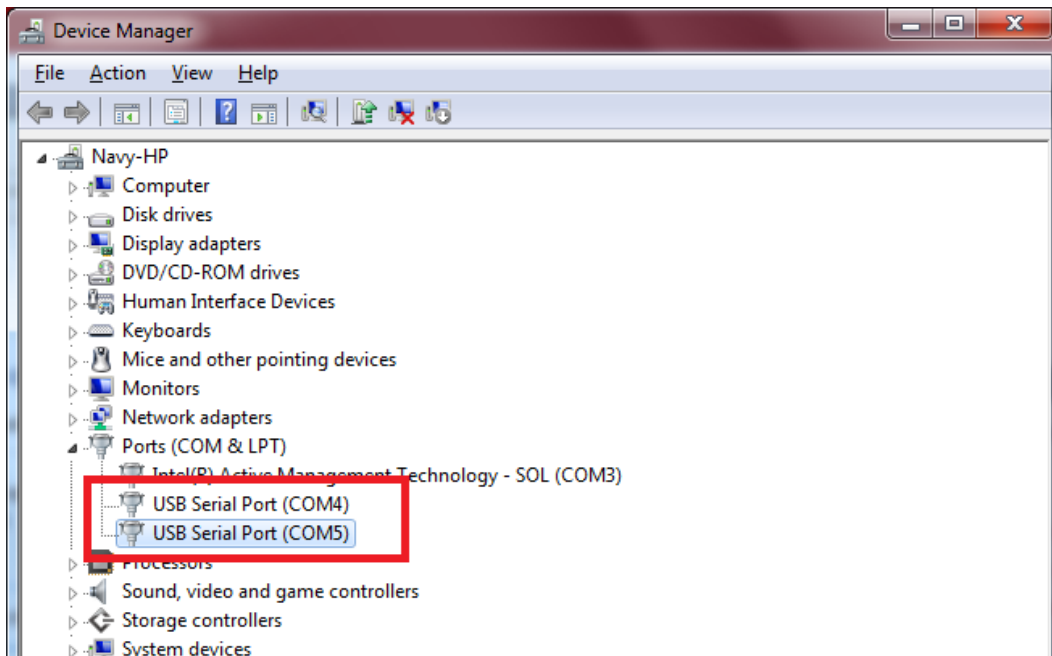 Device Manager
File Action View Help
Navy-HP
Computer
Disk drives
Display adapters
DVD/CD-ROM drives
Human Interface Devices
Keyboards
Mice and other pointing devices
Monitors
Network adapters
Ports (COM & LPT)
Intel(R) Active Management Technology - SOL (COM3)
USB Serial Port (COM4)
USB Serial Port (COM5)
Processors
Sound, video and game controllers
Storage controllers
System devices